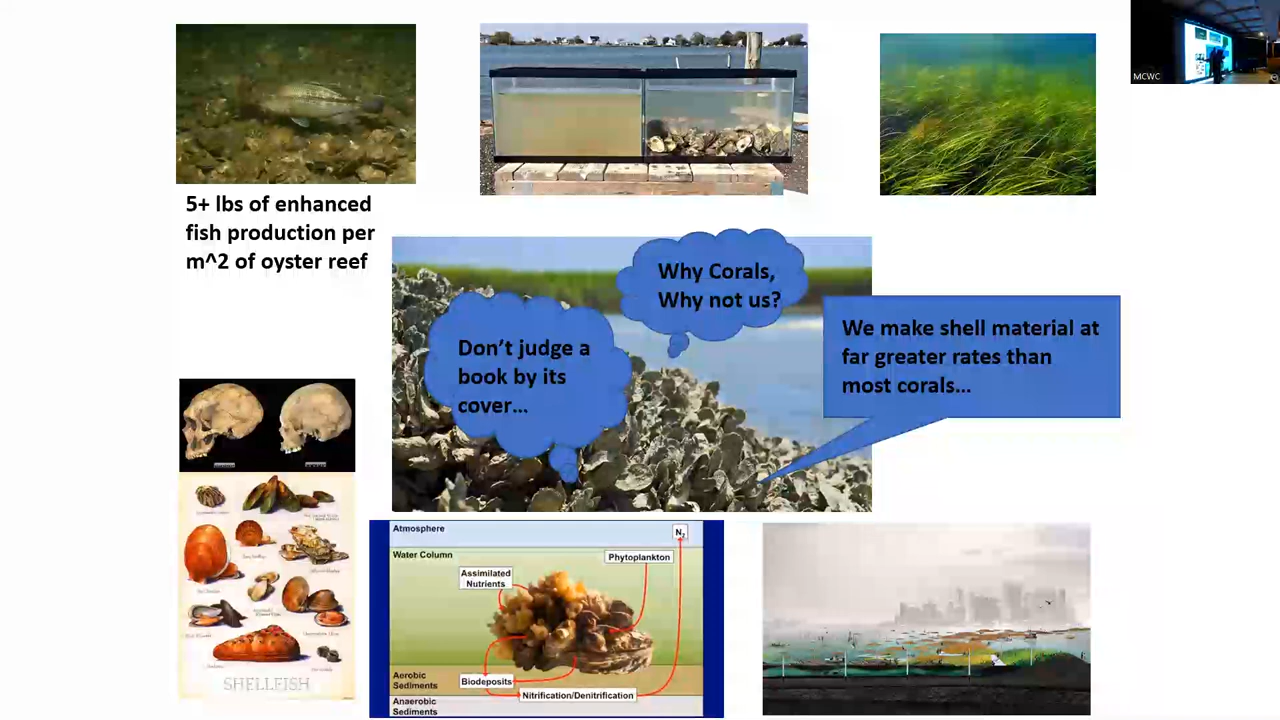 MCWC
5+ lbs of enhanced
fish production per
m^2 of oyster reef
Why Corals,
Why not us?
Don't judge a
book by its
cover...
We make shell material at
far greater rates than
most corals...
SHELLFISH
Atmosphere
N2
Water Column
Phytoplankton
Assimilated
Nutrients
Aerobic
Sediments
Biodeposits
Nitrification/Denitrification
Anaerobic
Sediments